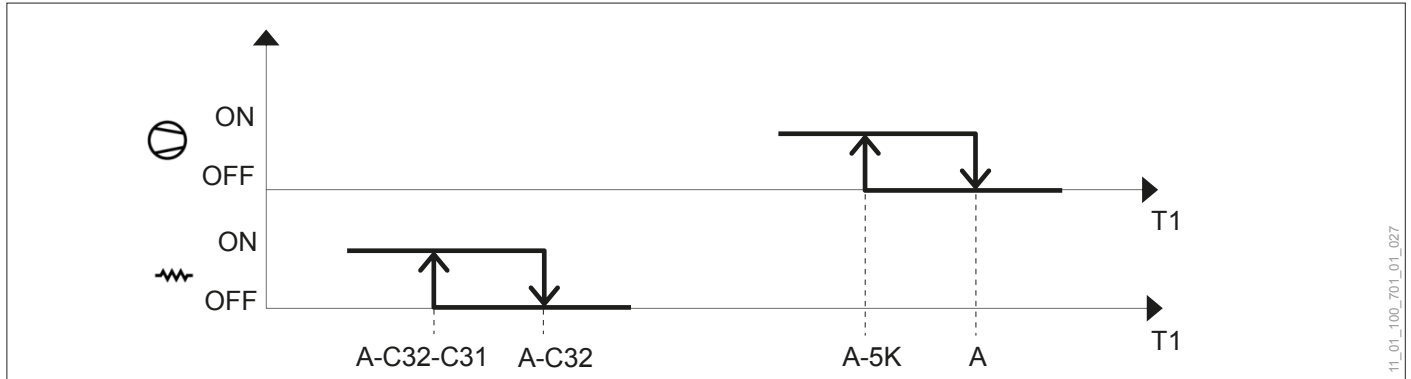 ON
OFF
T1
ON
OFF
T1
A-C32-C31 A-C32 A-5K A
11_01_100_701_01_027